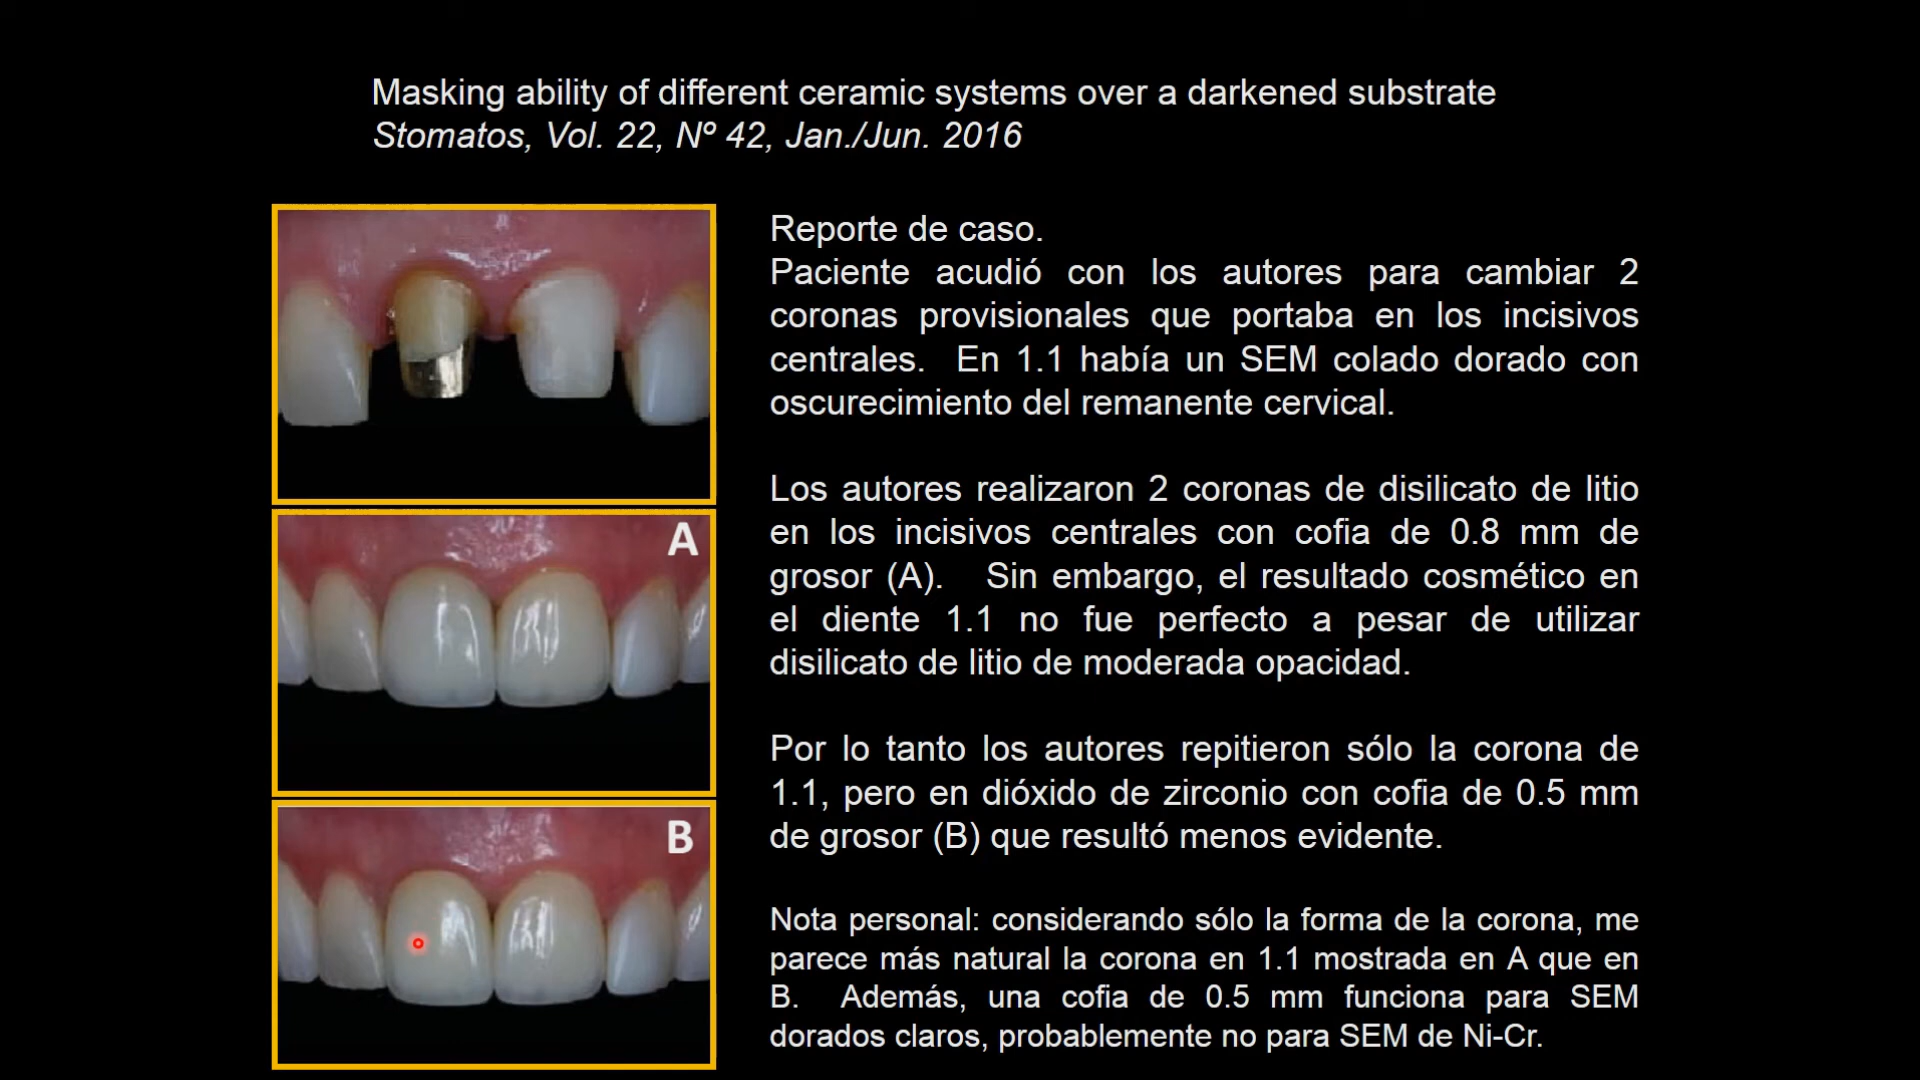 Masking ability of different ceramic systems over a darkened substrate
Stomatos, Vol. 22, Nº 42, Jan./Jun. 2016
Reporte de caso.
Paciente acudió con los autores para cambiar 2
coronas provisionales que portaba en los incisivos
centrales. En 1.1 había un SEM colado dorado con
oscurecimiento del remanente cervical.
Los autores realizaron 2 coronas de disilicato de litio
en los incisivos centrales con cofia de 0.8 mm de
grosor (A). Sin embargo, el resultado cosmético en
el diente 1.1 no fue perfecto a pesar de utilizar
disilicato de litio de moderada opacidad.
Por lo tanto los autores repitieron sólo la corona de
1.1, pero en dióxido de zirconio con cofia de 0.5 mm
de grosor (B) que resultó menos evidente.
Nota personal: considerando sólo la forma de la corona, me
parece más natural la corona en 1.1 mostrada en A que en
B. Además, una cofia de 0.5 mm funciona para SEM
dorados claros, probablemente no para SEM de Ni-Cr.
A
B